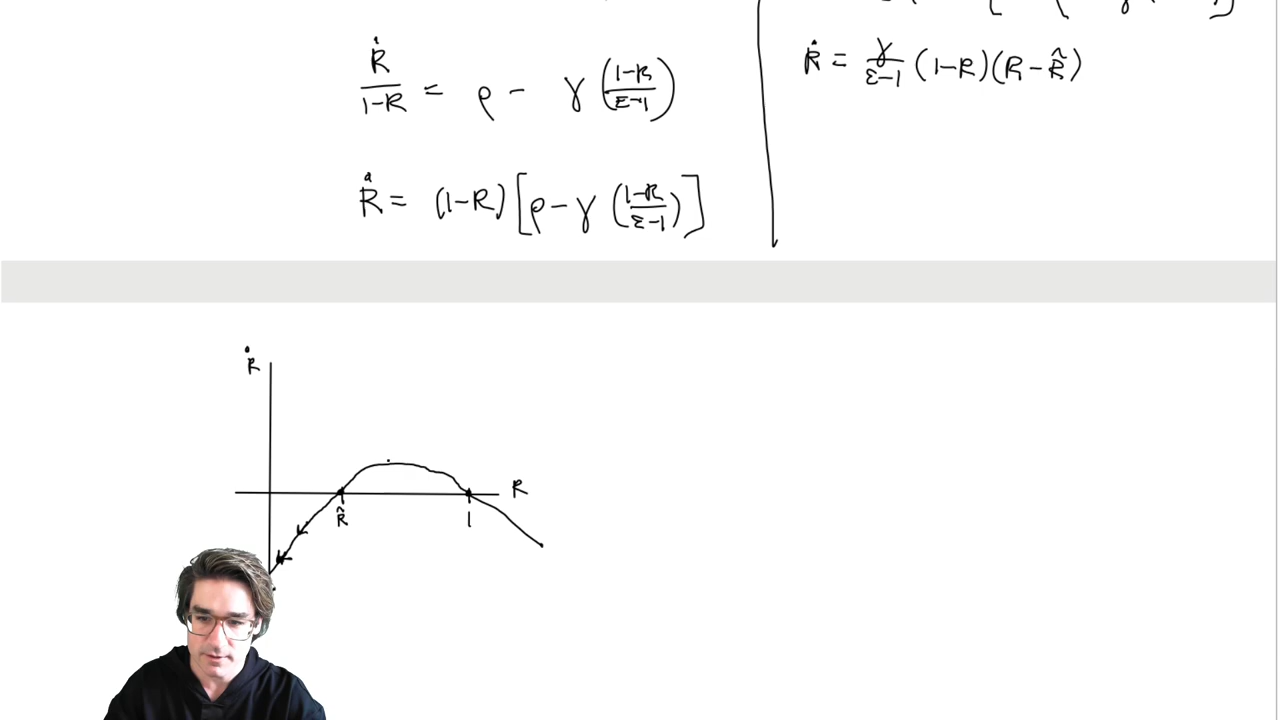 Ṙ/(1-R) = ρ - γ((1-R)/(ε-1))
Ṙ = (1-R)[ρ-γ((1-R)/(ε-1))]
Ṙ = γ/(ε-1) (1-R)(R-R̂)
Ṙ
R
R̂ 1